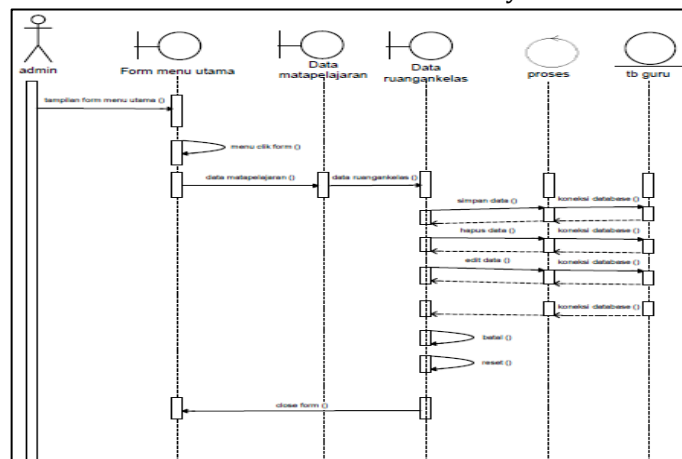 admin
Form menu utama
Data
matapelajaran
Data
ruangankelas
proses
tb guru
tampilan form menu utama ()
menu clik form ()
data matapelajaran ()
data ruangankelas ()
simpan data ()
koneksi database ()
hapus data ()
koneksi database ()
edit data ()
koneksi database ()
koneksi database ()
batal ()
reset ()
close form ()